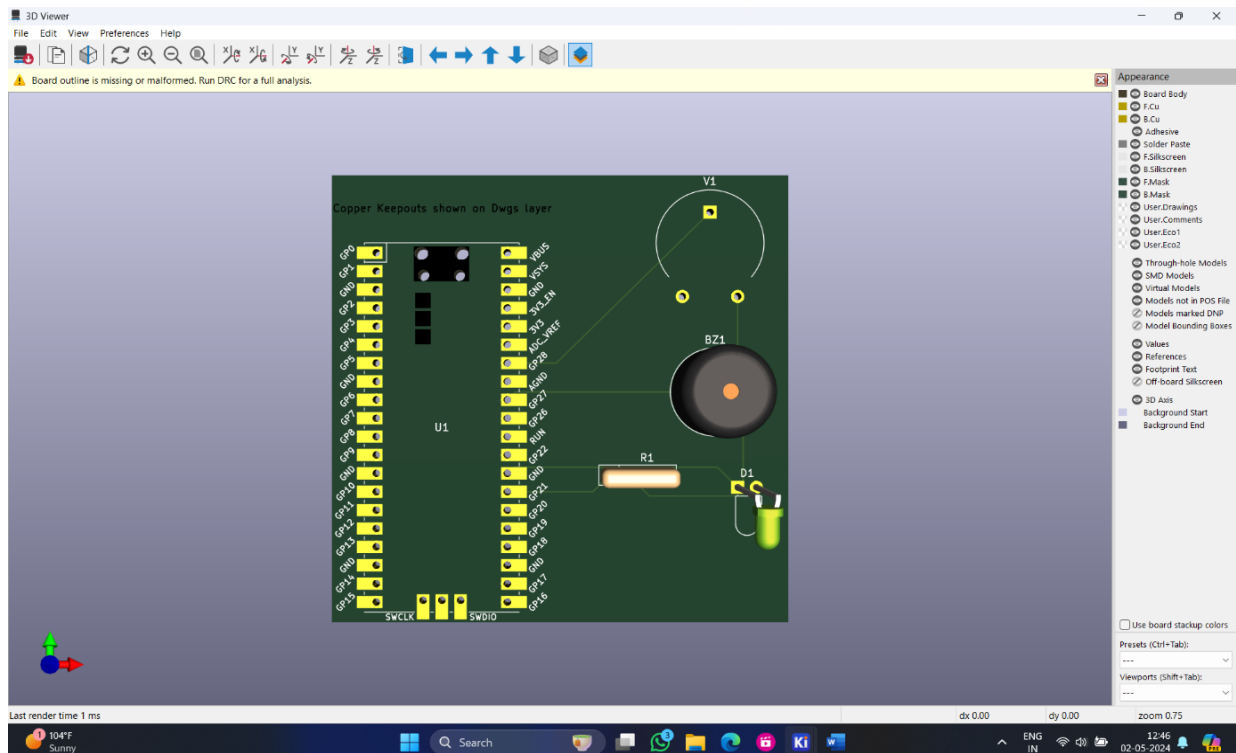 3D Viewer
File Edit View Preferences Help
Board outline is missing or malformed. Run DRC for a full analysis.
Appearance
Board Body
F.Cu
B.Cu
Adhesive
Solder Paste
F.Silkscreen
B.Silkscreen
F.Mask
B.Mask
User.Drawings
User.Comments
User.Eco1
User.Eco2
Through-hole Models
SMD Models
Virtual Models
Models not in POS File
Models marked DNP
Model Bounding Boxes
Values
References
Footprint Text
Off-board Silkscreen
3D Axis
Background Start
Background End
Use board stackup colors
Presets (Ctrl+Tab):
---
Viewports (Shift+Tab):
---
V1
Copper Keepouts shown on Dwgs layer
GP0 VBUS
GP1 VSYS
GND GND
GP2 3V3_EN
GP3 3V3
GP4 ADC_VREF
GP5 GP28
GND AGND
GP6 GP27
GP7 GP26
GP8 RUN
GP9 GP22
GND GND
GP10 GP21
GP11 GP20
GP12 GP19
GP13 GP18
GND GND
GP14 GP17
GP15 GP16
SWCLK SWDIO
U1
BZ1
R1
D1
X Y Z
Last render time 1 ms
dx 0.00 dy 0.00 zoom 0.75
1
104°F
Sunny
Search
3
Ki
W
PRE
ENG
IN
12:46
02-05-2024